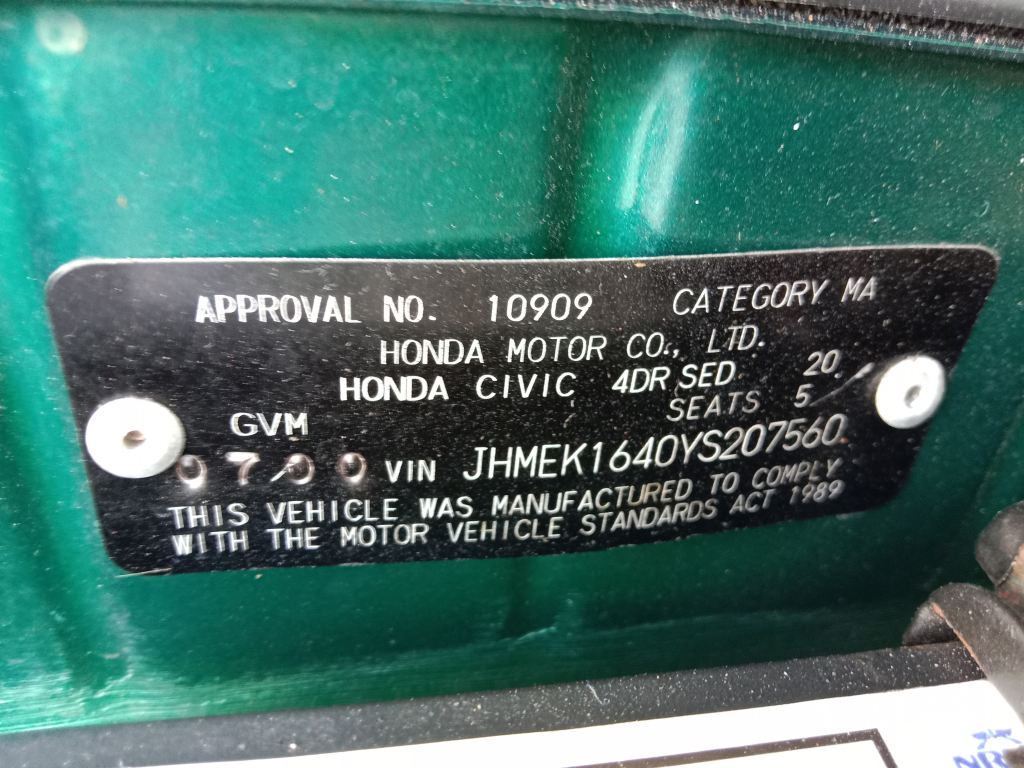 APPROVAL NO. 10909 CATEGORY MA
HONDA MOTOR CO., LTD.
HONDA CIVIC 4DR SED 20
SEATS 5
GVM
VIN JHMEK1640YS207560
THIS VEHICLE WAS MANUFACTURED TO COMPLY
WITH THE MOTOR VEHICLE STANDARDS ACT 1989